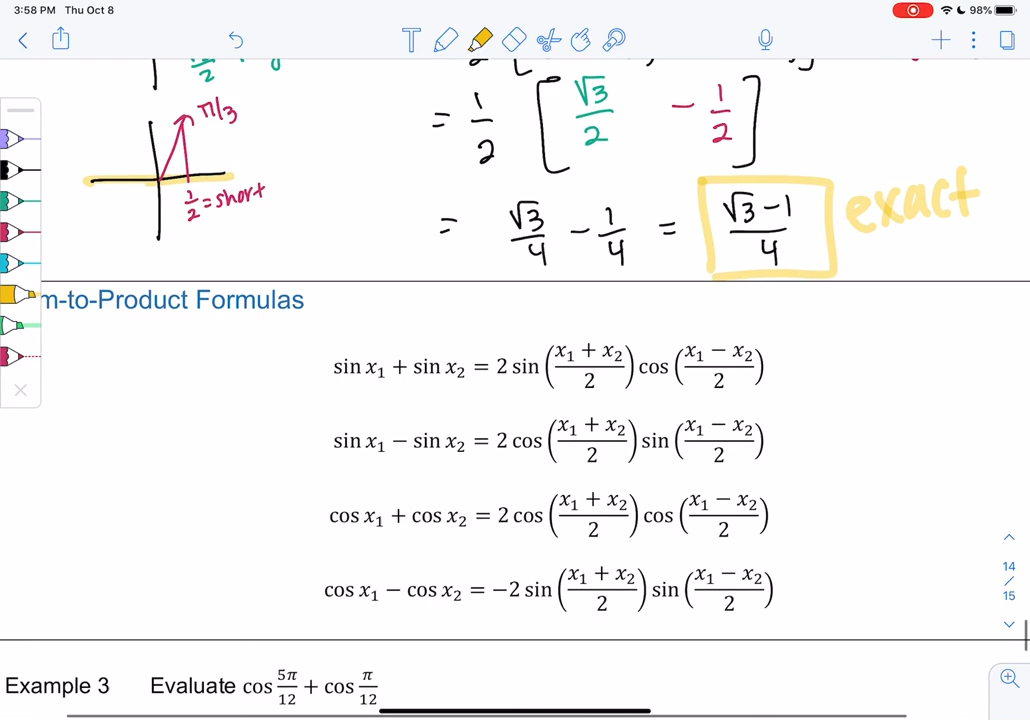 3:58 PM Thu Oct 8 98%
T
1/2
π/3
1/2 = short
= 1/2 [ √3/2 − 1/2 ]
= √3/4 − 1/4 = √3−1/4 exact
m-to-Product Formulas
sin x₁ + sin x₂ = 2 sin (x₁ + x₂/2) cos (x₁ − x₂/2)
sin x₁ − sin x₂ = 2 cos (x₁ + x₂/2) sin (x₁ − x₂/2)
cos x₁ + cos x₂ = 2 cos (x₁ + x₂/2) cos (x₁ − x₂/2)
cos x₁ − cos x₂ = −2 sin (x₁ + x₂/2) sin (x₁ − x₂/2)
14
/
15
Example 3 Evaluate cos 5π/12 + cos π/12